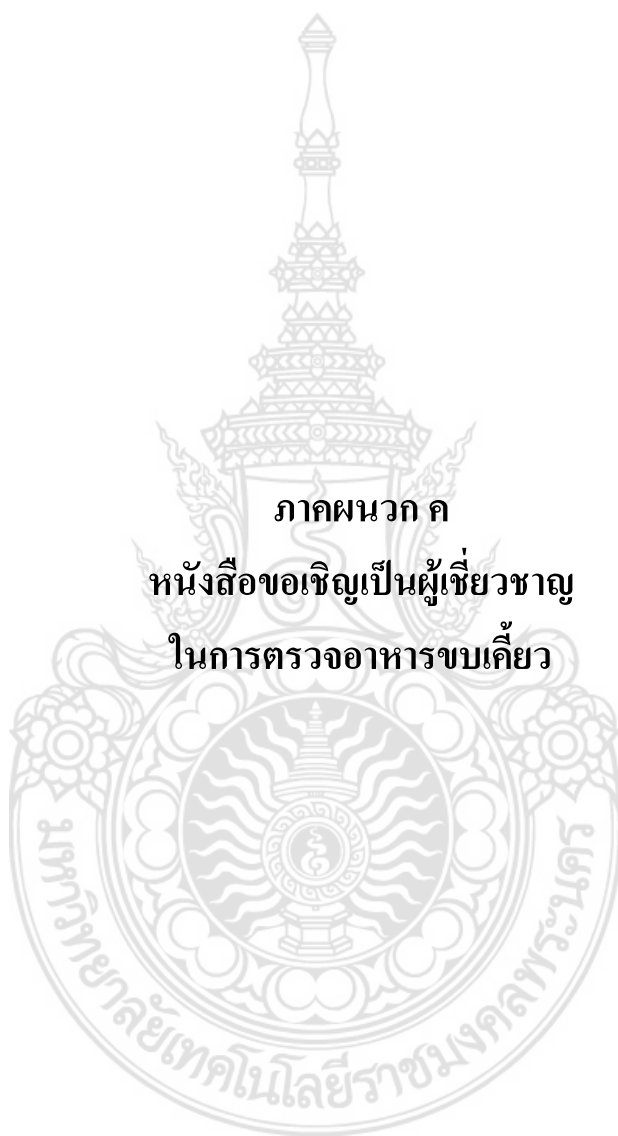 ภาคผนวก ค
หนังสือขอเชิญเป็นผู้เชี่ยวชาญ
ในการตรวจอาหารขบเคี้ยว
มหาวิทยาลัยเทคโนโลยีราชมงคลพระนคร